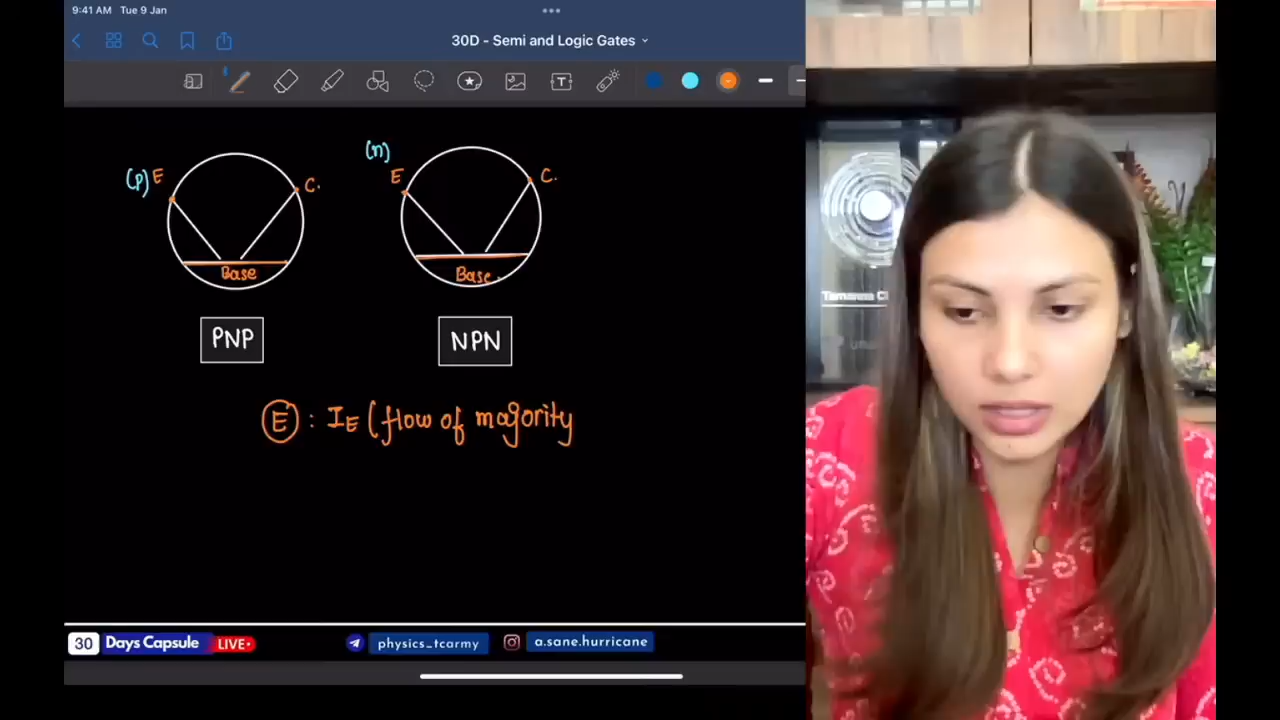 9:41 AM Tue 9 Jan
30D - Semi and Logic Gates
T
(p) E
C.
Base
(n)
E
C.
Base.
PNP
NPN
E : IE (flow of majority
30 Days Capsule LIVE
physics_tcarmy
a.sane.hurricane